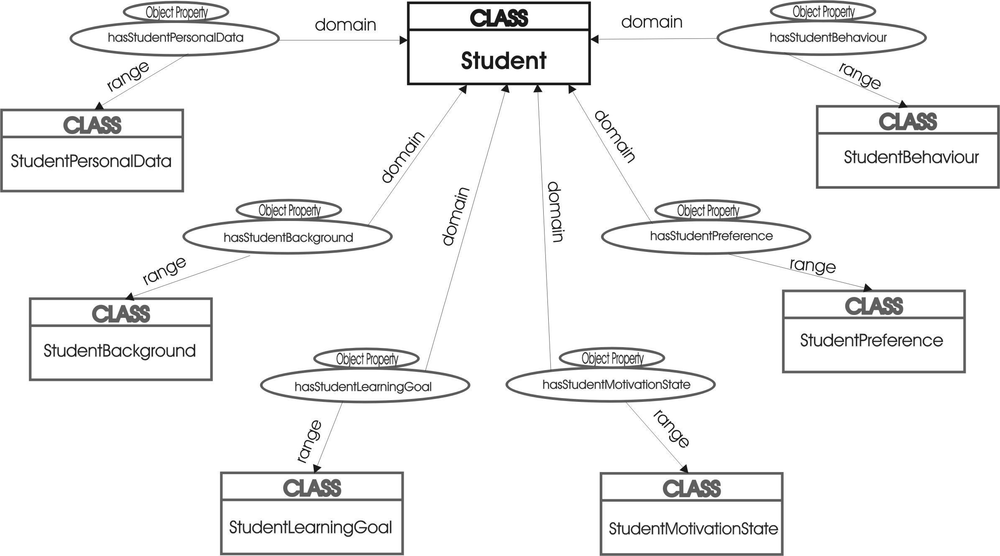 Object Property
hasStudentPersonalData
domain
CLASS
Student
domain
Object Property
hasStudentBehaviour
range
range
CLASS
StudentPersonalData
CLASS
StudentBehaviour
domain
domain
domain
domain
Object Property
hasStudentBackground
Object Property
hasStudentPreference
range
range
CLASS
StudentBackground
CLASS
StudentPreference
Object Property
hasStudentLearningGoal
Object Property
hasStudentMotivationState
range
range
CLASS
StudentLearningGoal
CLASS
StudentMotivationState